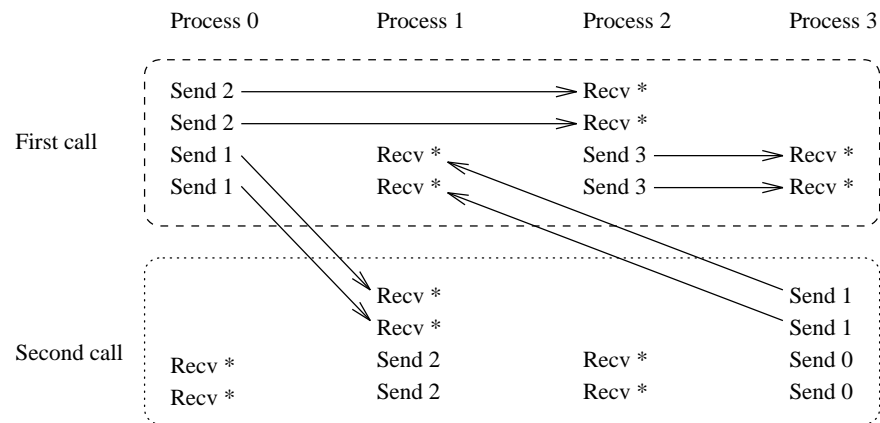 Process 0 Process 1 Process 2 Process 3
Send 2 Recv *
Send 2 Recv *
First call
Send 1 Recv * Send 3 Recv *
Send 1 Recv * Send 3 Recv *
Recv * Send 1
Recv * Send 1
Second call
Recv * Send 2 Recv * Send 0
Recv * Send 2 Recv * Send 0